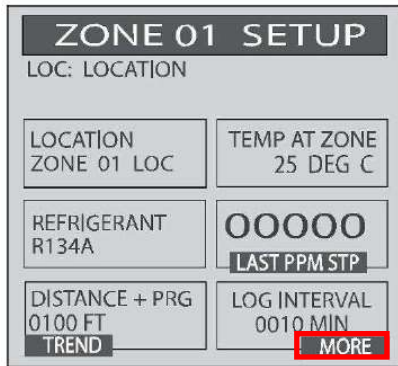 ZONE 01 SETUP
LOC: LOCATION
LOCATION
ZONE 01 LOC
TEMP AT ZONE
25 DEG C
REFRIGERANT
R134A
00000
LAST PPM STP
DISTANCE + PRG
0100 FT
TREND
LOG INTERVAL
0010 MIN
MORE